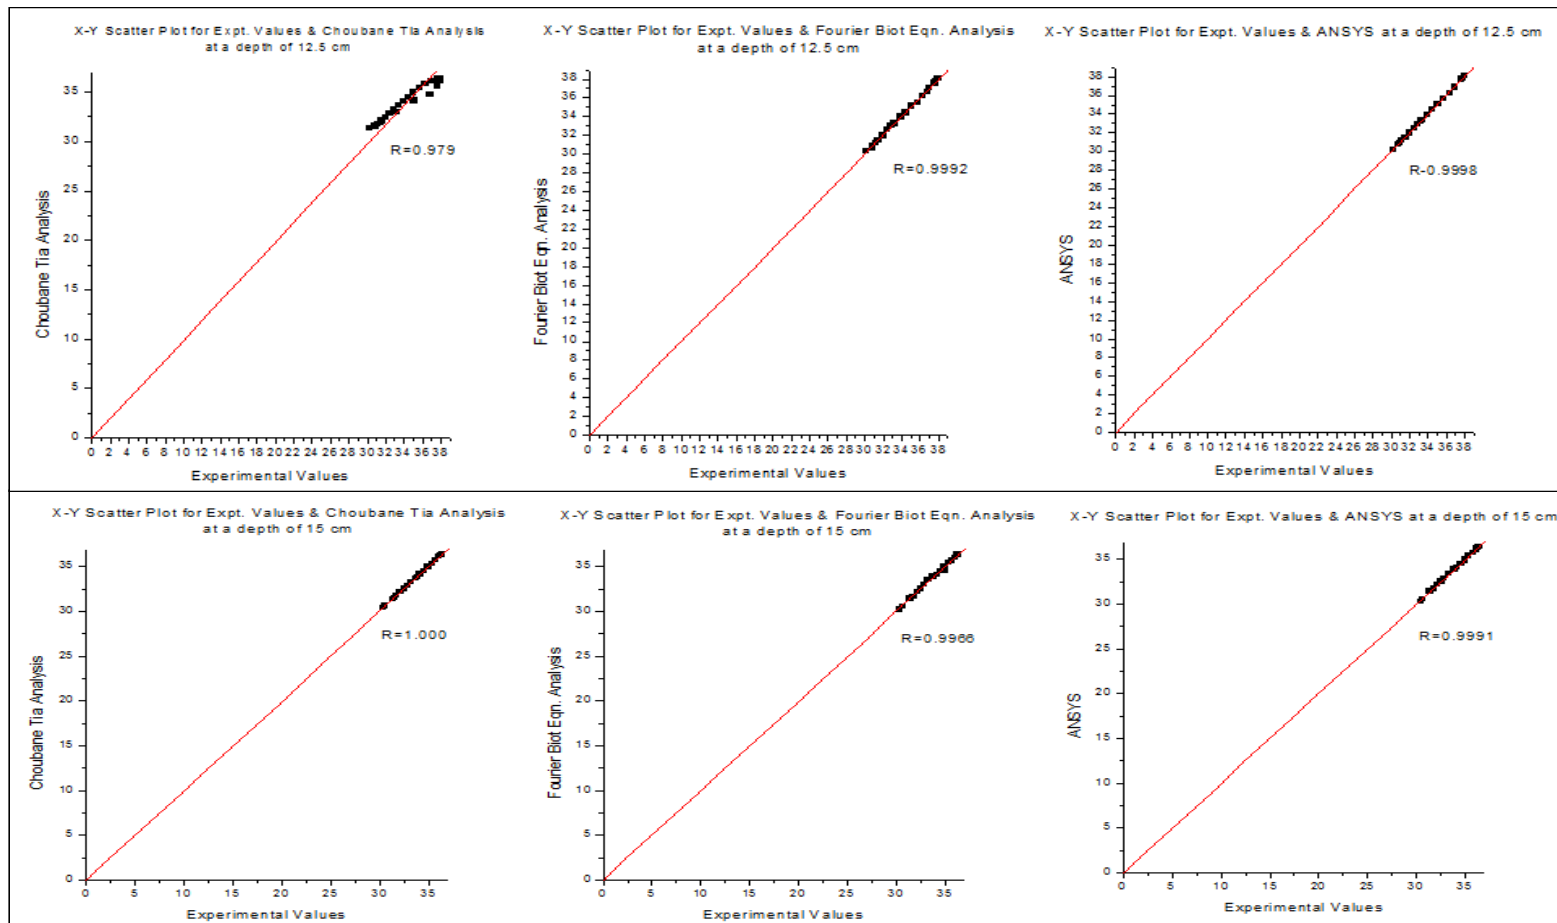 X-Y Scatter Plot for Expt. Values & Choubane Tia Analysis
at a depth of 12.5 cm
Choubane Tia Analysis
35
30
25
20
15
10
5
0
R=0.979
0 2 4 6 8 10 12 14 16 18 20 22 24 26 28 30 32 34 36 38
Experimental Values
X-Y Scatter Plot for Expt. Values & Fourier Biot Eqn. Analysis
at a depth of 12.5 cm
Fourier Biot Eqn. Analysis
38
36
34
32
30
28
26
24
22
20
18
16
14
12
10
8
6
4
2
0
R=0.9992
0 2 4 6 8 10 12 14 16 18 20 22 24 26 28 30 32 34 36 38
Experimental Values
X-Y Scatter Plot for Expt. Values & ANSYS at a depth of 12.5 cm
ANSYS
38
36
34
32
30
28
26
24
22
20
18
16
14
12
10
8
6
4
2
0
R-0.9998
0 2 4 6 8 10 12 14 16 18 20 22 24 26 28 30 32 34 36 38
Experimental Values
X-Y Scatter Plot for Expt. Values & Choubane Tia Analysis
at a depth of 15 cm
Choubane Tia Analysis
35
30
25
20
15
10
5
0
R=1.000
0 5 10 15 20 25 30 35
Experimental Values
X-Y Scatter Plot for Expt. Values & Fourier Biot Eqn. Analysis
at a depth of 15 cm
Fourier Biot Eqn. Analysis
35
30
25
20
15
10
5
0
R=0.9966
0 5 10 15 20 25 30 35
Experimental Values
X-Y Scatter Plot for Expt. Values & ANSYS at a depth of 15 cm
ANSYS
35
30
25
20
15
10
5
0
R=0.9991
0 5 10 15 20 25 30 35
Experimental Values